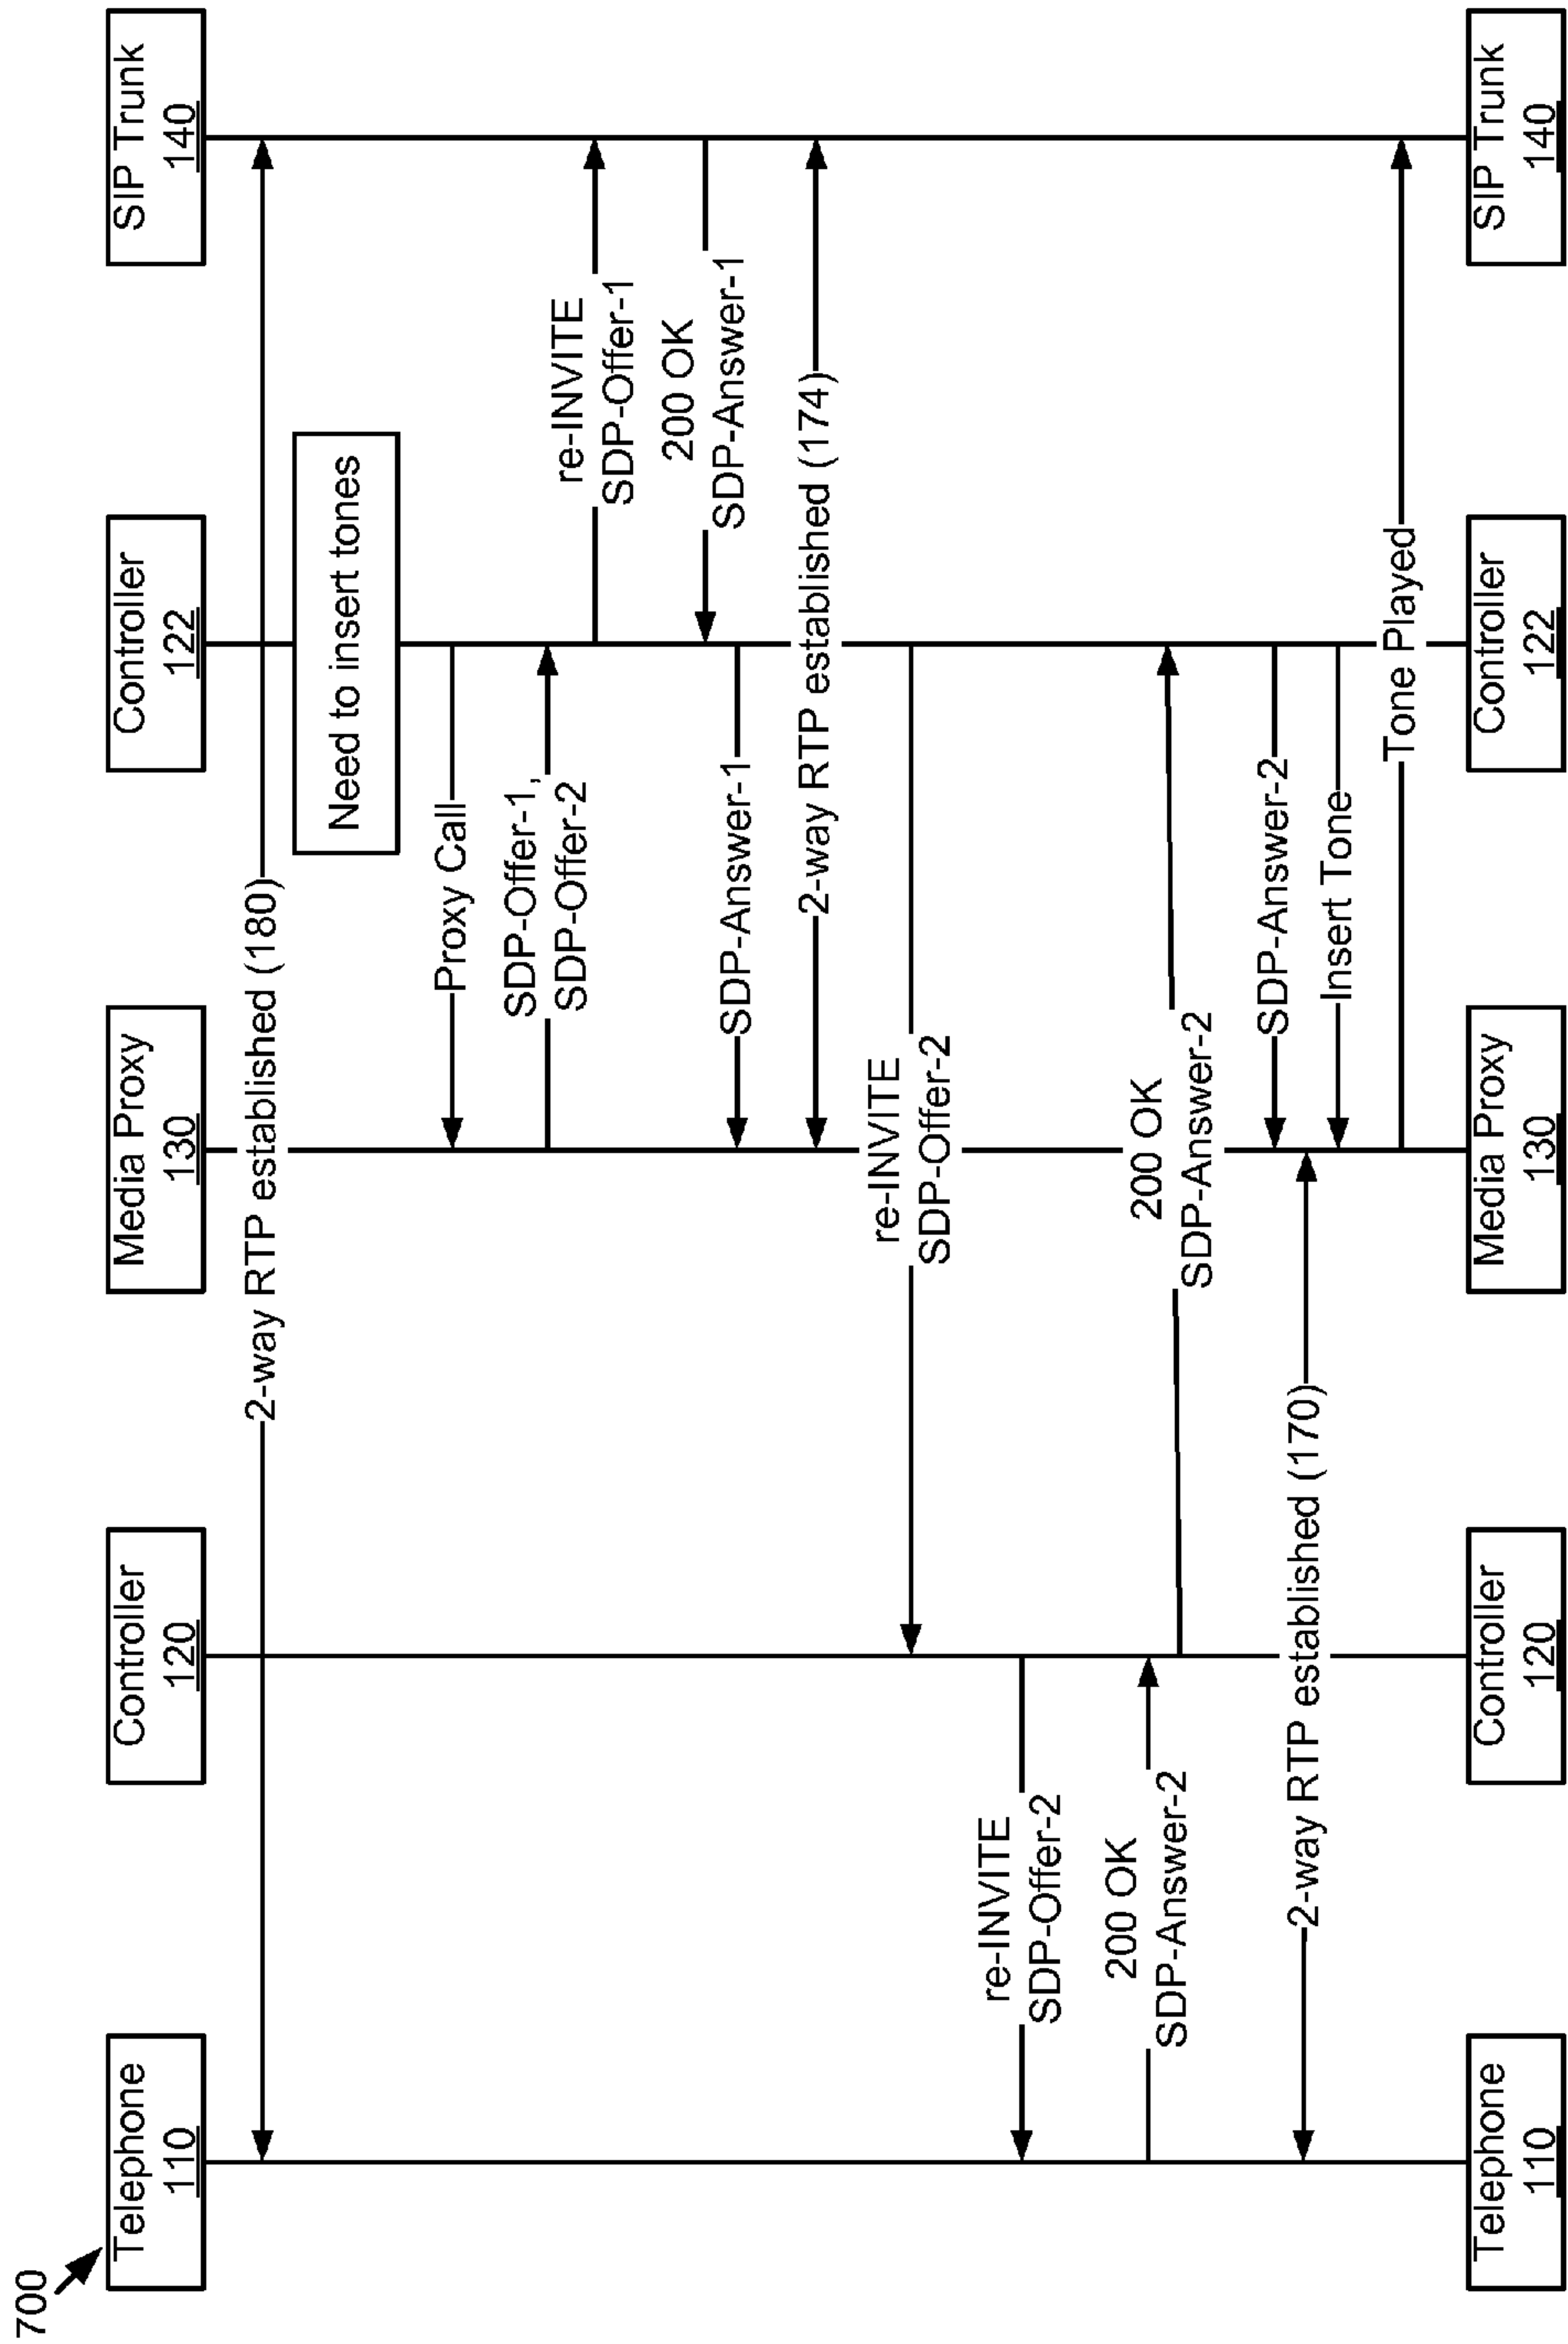 700
Telephone
110
Controller
120
Media Proxy
130
Controller
122
SIP Trunk
140
2-way RTP established (180)
Need to insert tones
Proxy Call
SDP-Offer-1,
SDP-Offer-2
re-INVITE
SDP-Offer-1
200 OK
SDP-Answer-1
SDP-Answer-1
2-way RTP established (174)
re-INVITE
SDP-Offer-2
re-INVITE
SDP-Offer-2
200 OK
SDP-Answer-2
200 OK
SDP-Answer-2
SDP-Answer-2
2-way RTP established (170)
Insert Tone
Tone Played
Telephone
110
Controller
120
Media Proxy
130
Controller
122
SIP Trunk
140